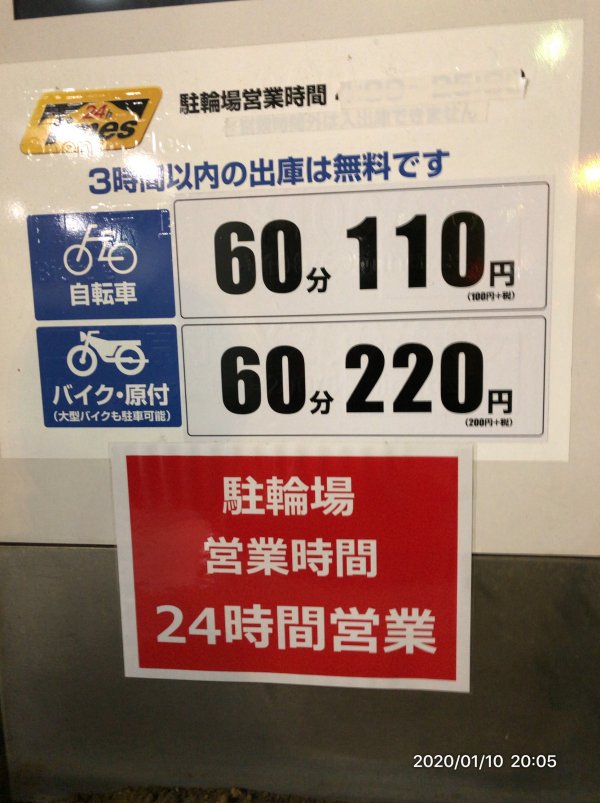 24h
駐輪場営業時間
3時間以内の出庫は無料です
自転車
60分 110円
(100円+税)
バイク・原付
(大型バイクも駐車可能)
60分 220円
(200円+税)
駐輪場
営業時間
24時間営業
2020/01/10 20:05